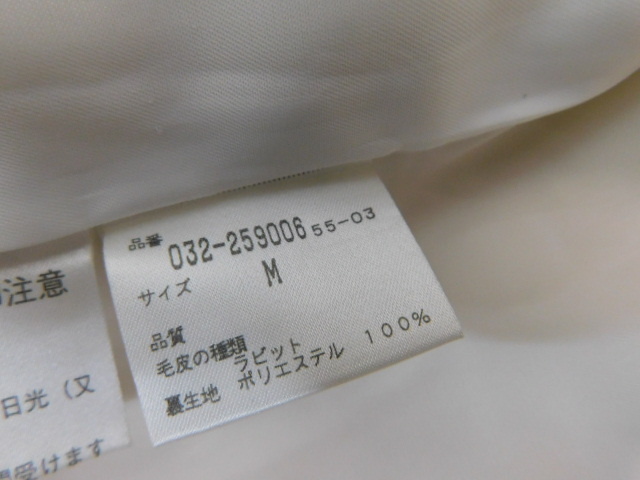 品番 032-259006 55-03
サイズ M
品質
毛皮の種類 ラビット
裏生地 ポリエステル 100%
注意
日光（又
受けます